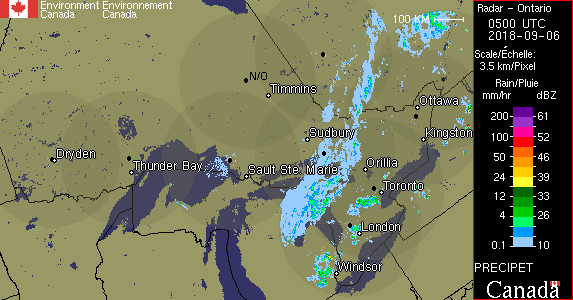 Environment Environnement
Canada Canada
100 KM
N/O
Timmins
Ottawa
Sudbury
Kingston
Dryden
Thunder Bay
Sault Ste. Marie
Orillia
Toronto
London
Windsor
Radar - Ontario
0500 UTC
2018-09-06
Scale/Échelle:
3.5 km/Pixel
Rain/Pluie
mm/hr dBZ
200 61
100 52
50 46
24 39
12 33
4 26
0.1 10
PRECIPET
Canada